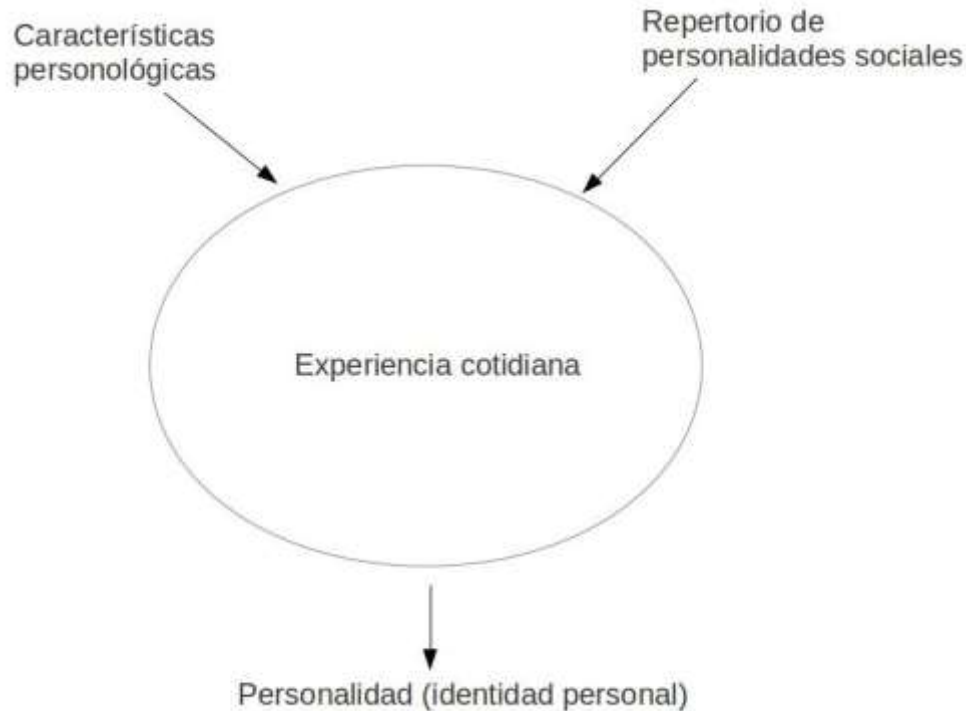 Características
personológicas
Repertorio de
personalidades sociales
Experiencia cotidiana
Personalidad (identidad personal)